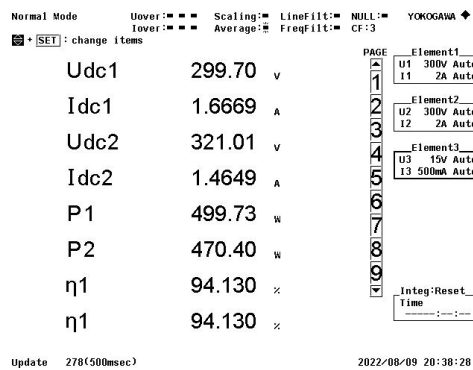 Normal Mode Uover:■ ■ ■ Scaling:■ LineFilt:■ NULL:■ YOKOGAWA ◆
Iover:■ ■ ■ Average:■ FreqFilt:■ CF:3
+ SET : change items
PAGE
Udc1 299.70 V
Idc1 1.6669 A
Udc2 321.01 V
Idc2 1.4649 A
P1 499.73 W
P2 470.40 W
η1 94.130 %
η1 94.130 %
1
2
3
4
5
6
7
8
9
Element1
U1 300V Auto
I1 2A Auto
Element2
U2 300V Auto
I2 2A Auto
Element3
U3 15V Auto
I3 500mA Auto
Integ:Reset
Time
-----:--:--
Update 278(500msec) 2022/08/09 20:38:28